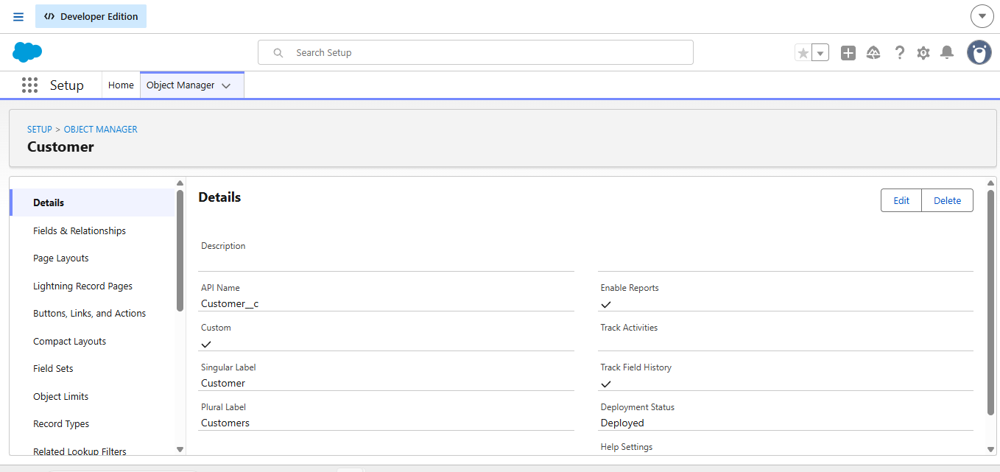 Developer Edition
Search Setup
Setup
Home
Object Manager
SETUP > OBJECT MANAGER
Customer
Details
Fields & Relationships
Page Layouts
Lightning Record Pages
Buttons, Links, and Actions
Compact Layouts
Field Sets
Object Limits
Record Types
Related Lookup Filters
Details
Edit
Delete
Description
API Name
Customer__c
Custom
Singular Label
Customer
Plural Label
Customers
Enable Reports
Track Activities
Track Field History
Deployment Status
Deployed
Help Settings